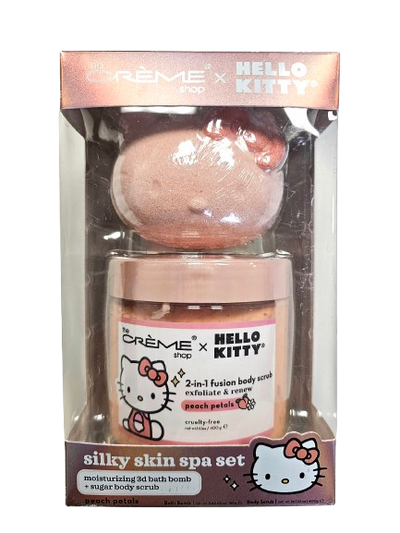 the
CRÈME
shop
×
HELLO
KITTY®
the
CRÈME®
shop
×
HELLO
KITTY®
2-in-1 fusion body scrub
exfoliate & renew
peach petals
cruelty-free
silky skin spa set
moisturizing 3d bath bomb
+ sugar body scrub
peach petals